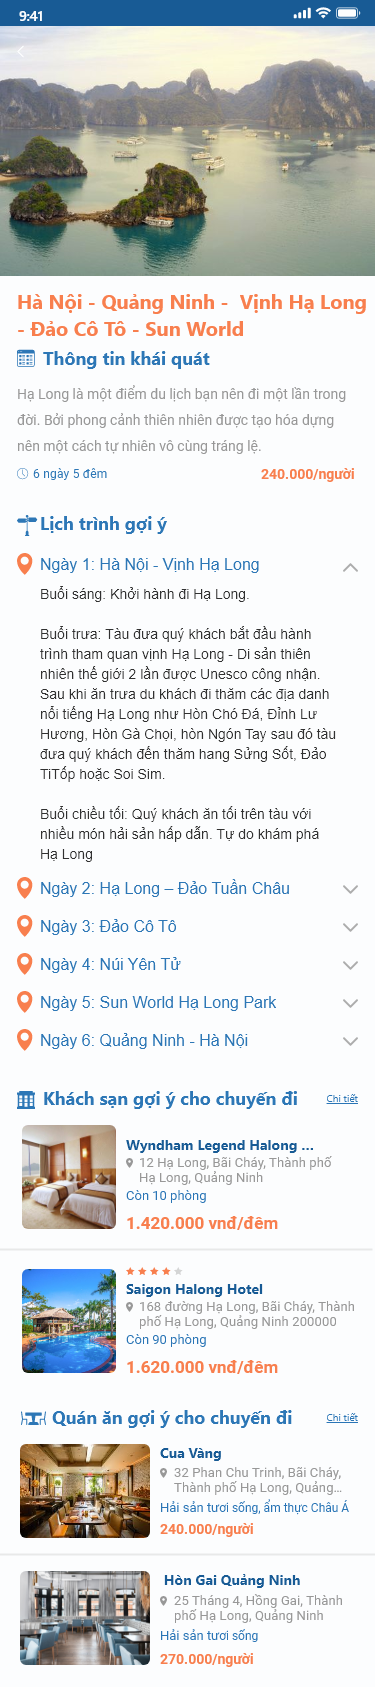 9:41
Hà Nội - Quảng Ninh - Vịnh Hạ Long
- Đảo Cô Tô - Sun World
Thông tin khái quát
Hạ Long là một điểm du lịch bạn nên đi một lần trong
đời. Bởi phong cảnh thiên nhiên được tạo hóa dựng
nên một cách tự nhiên vô cùng tráng lệ.
6 ngày 5 đêm
240.000/người
Lịch trình gợi ý
Ngày 1: Hà Nội - Vịnh Hạ Long
Buổi sáng: Khởi hành đi Hạ Long.
Buổi trưa: Tàu đưa quý khách bắt đầu hành
trình tham quan vịnh Hạ Long - Di sản thiên
nhiên thế giới 2 lần được Unesco công nhận.
Sau khi ăn trưa du khách đi thăm các địa danh
nổi tiếng Hạ Long như Hòn Chó Đá, Đỉnh Lư
Hương, Hòn Gà Chọi, hòn Ngón Tay sau đó tàu
đưa quý khách đến thăm hang Sửng Sốt, Đảo
TiTốp hoặc Soi Sim.
Buổi chiều tối: Quý khách ăn tối trên tàu với
nhiều món hải sản hấp dẫn. Tự do khám phá
Hạ Long
Ngày 2: Hạ Long – Đảo Tuần Châu
Ngày 3: Đảo Cô Tô
Ngày 4: Núi Yên Tử
Ngày 5: Sun World Hạ Long Park
Ngày 6: Quảng Ninh - Hà Nội
Khách sạn gợi ý cho chuyến đi
Chi tiết
Wyndham Legend Halong ...
12 Hạ Long, Bãi Cháy, Thành phố
Hạ Long, Quảng Ninh
Còn 10 phòng
1.420.000 vnđ/đêm
Saigon Halong Hotel
168 đường Hạ Long, Bãi Cháy, Thành
phố Hạ Long, Quảng Ninh 200000
Còn 90 phòng
1.620.000 vnđ/đêm
Quán ăn gợi ý cho chuyến đi
Chi tiết
Cua Vàng
32 Phan Chu Trinh, Bãi Cháy,
Thành phố Hạ Long, Quảng...
Hải sản tươi sống, ẩm thực Châu Á
240.000/người
Hòn Gai Quảng Ninh
25 Tháng 4, Hồng Gai, Thành
phố Hạ Long, Quảng Ninh
Hải sản tươi sống
270.000/người